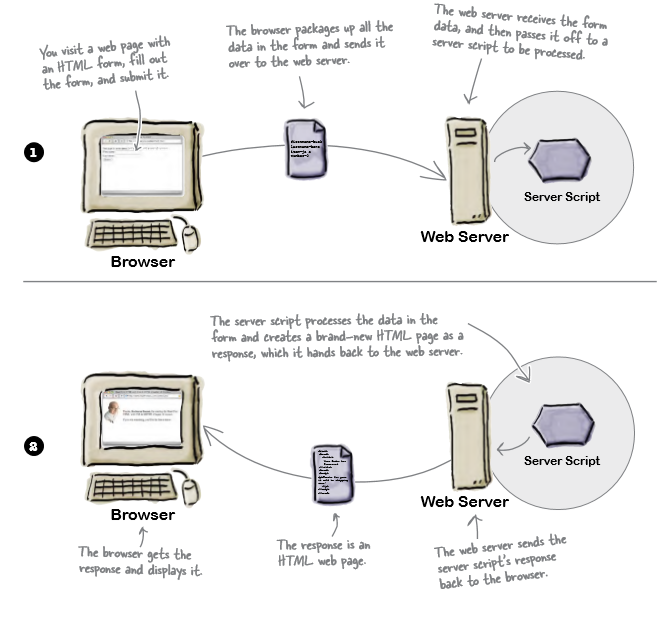 You visit a web page with
an HTML form, fill out
the form, and submit it.
The browser packages up all the
data in the form and sends it
over to the web server.
The web server receives the form
data, and then passes it off to a
server script to be processed.
1
Server Script
Web Server
Browser
The server script processes the data in the
form and creates a brand-new HTML page as a
response, which it hands back to the web server.
2
Server Script
Web Server
Browser
The browser gets the
response and displays it.
The response is an
HTML web page.
The web server sends the
server script's response
back to the browser.